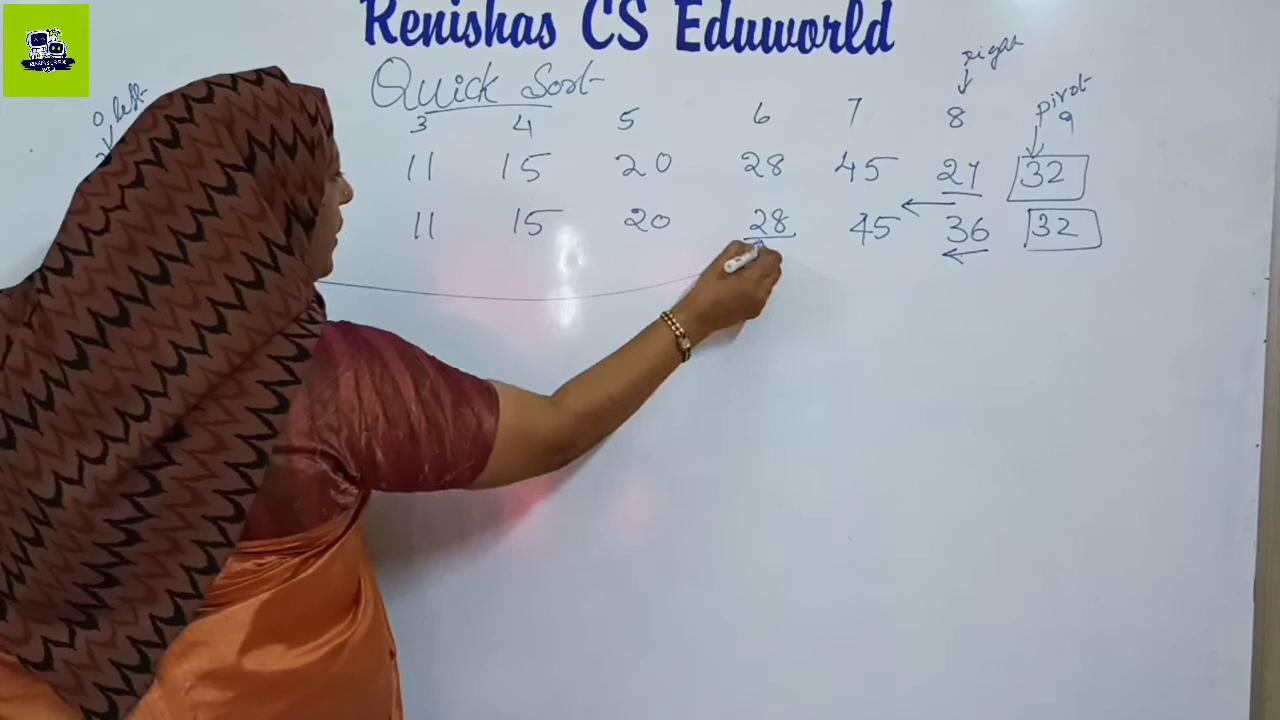 Renishas CS Eduworld
Quick Sort
right
0 left
pivot
3 4 5 6 7 8 9
11 15 20 28 45 27 32
11 15 20 28 45 36 32